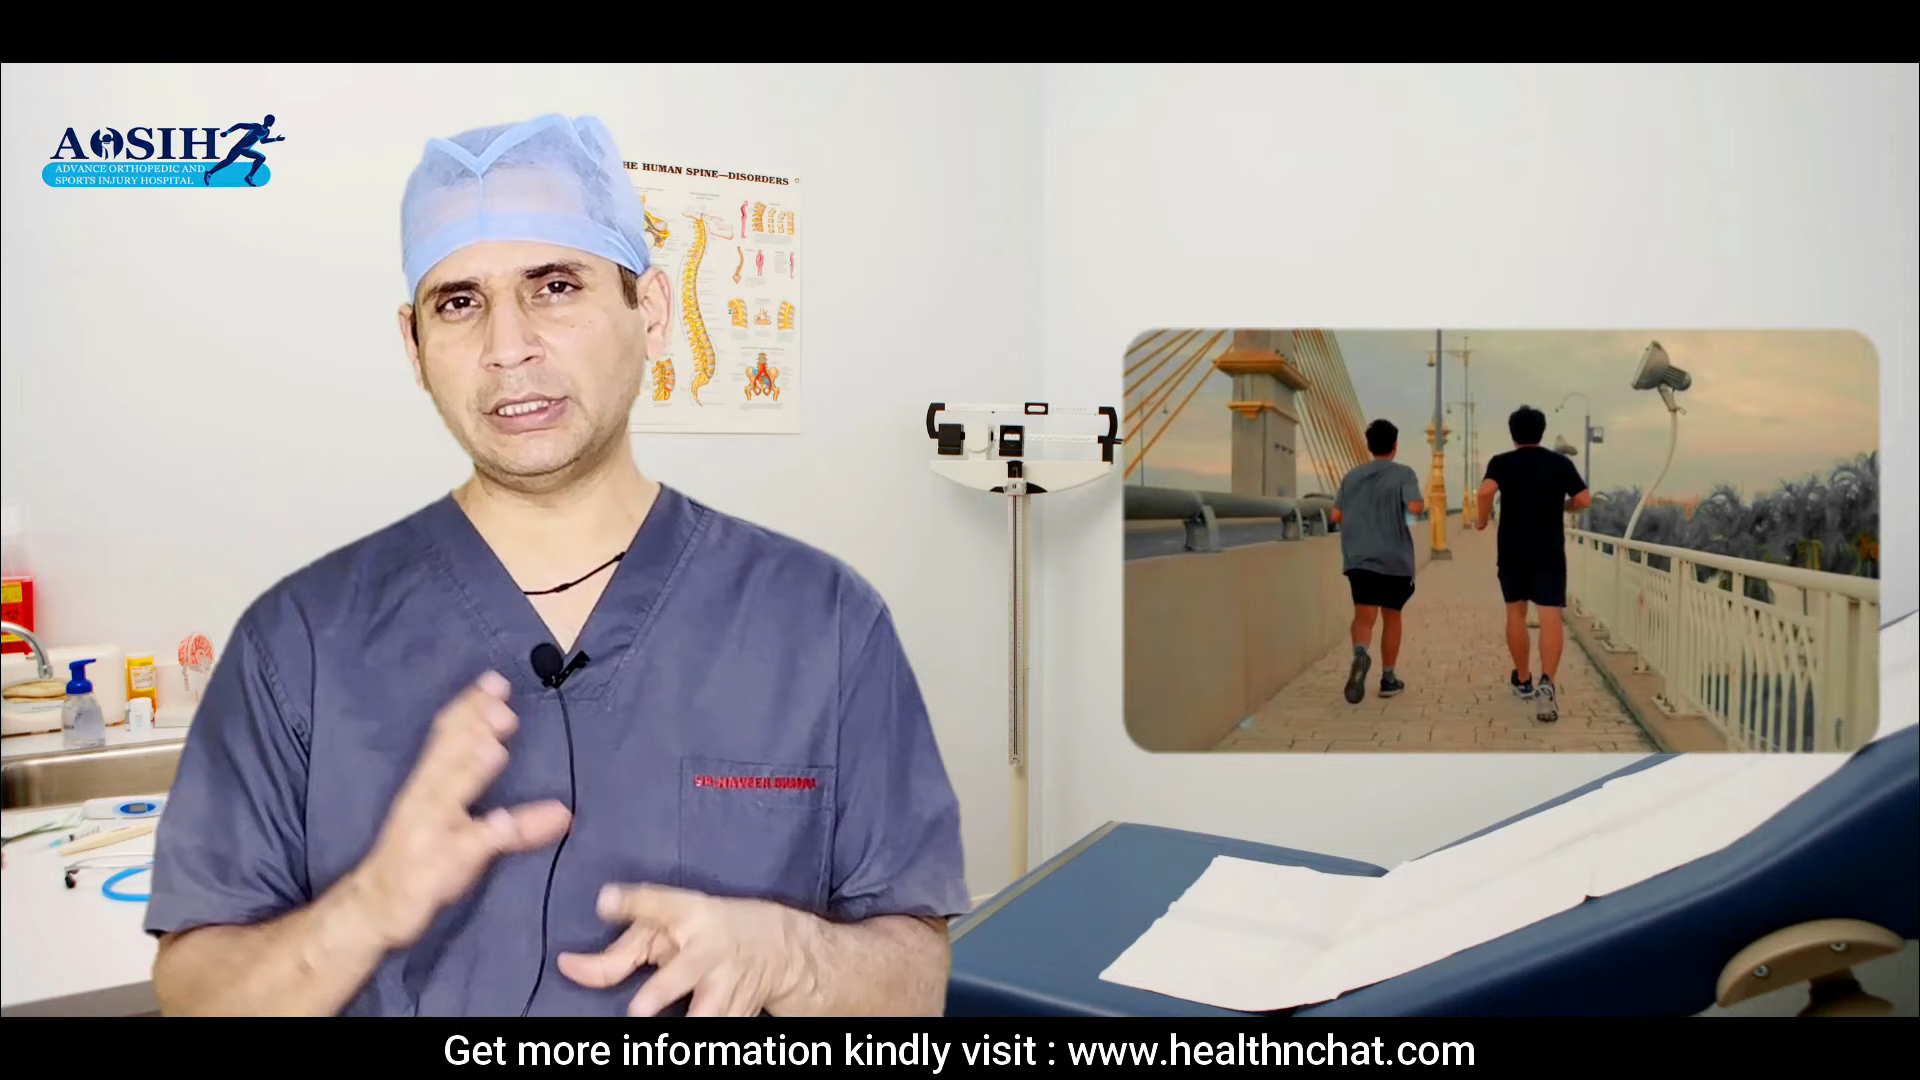 AOSIH
ADVANCE ORTHOPEDIC AND
SPORTS INJURY HOSPITAL
HE HUMAN SPINE—DISORDERS
Get more information kindly visit : www.healthnchat.com